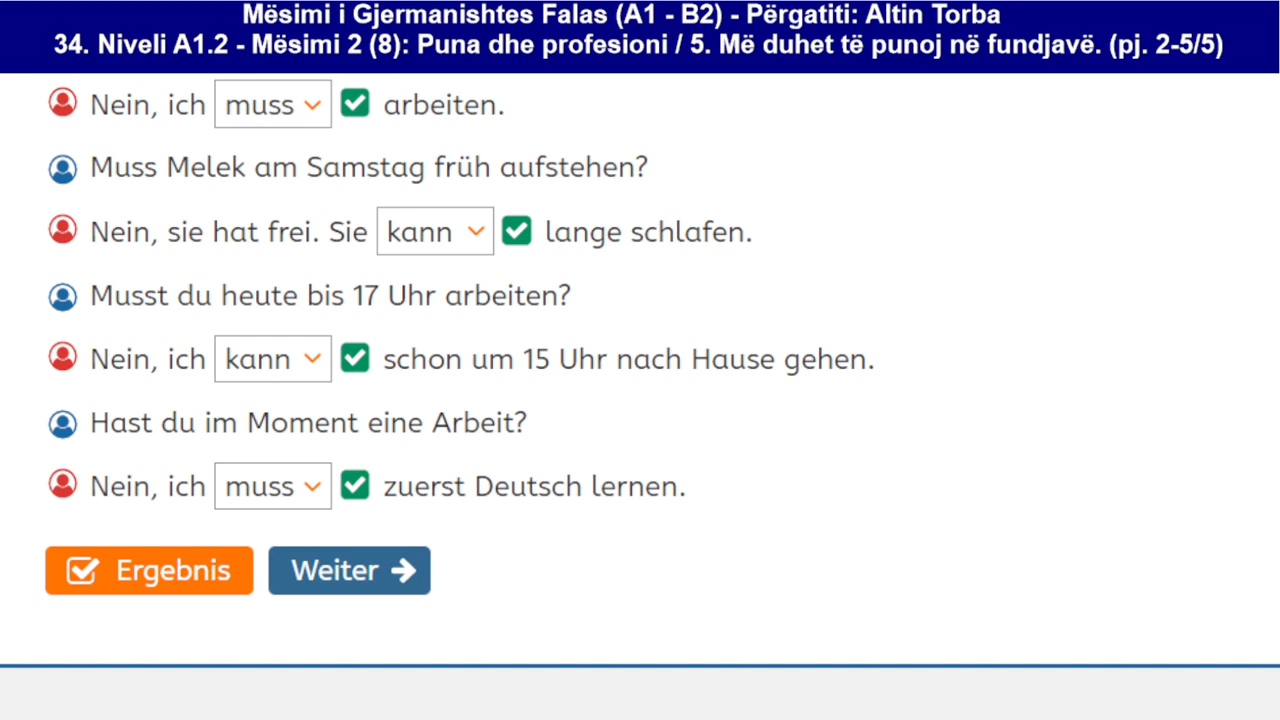 Mësimi i Gjermanishtes Falas (A1 - B2) - Përgatiti: Altin Torba
34. Niveli A1.2 - Mësimi 2 (8): Puna dhe profesioni / 5. Më duhet të punoj në fundjavë. (pj. 2-5/5)
Nein, ich muss arbeiten.
Muss Melek am Samstag früh aufstehen?
Nein, sie hat frei. Sie kann lange schlafen.
Musst du heute bis 17 Uhr arbeiten?
Nein, ich kann schon um 15 Uhr nach Hause gehen.
Hast du im Moment eine Arbeit?
Nein, ich muss zuerst Deutsch lernen.
Ergebnis Weiter